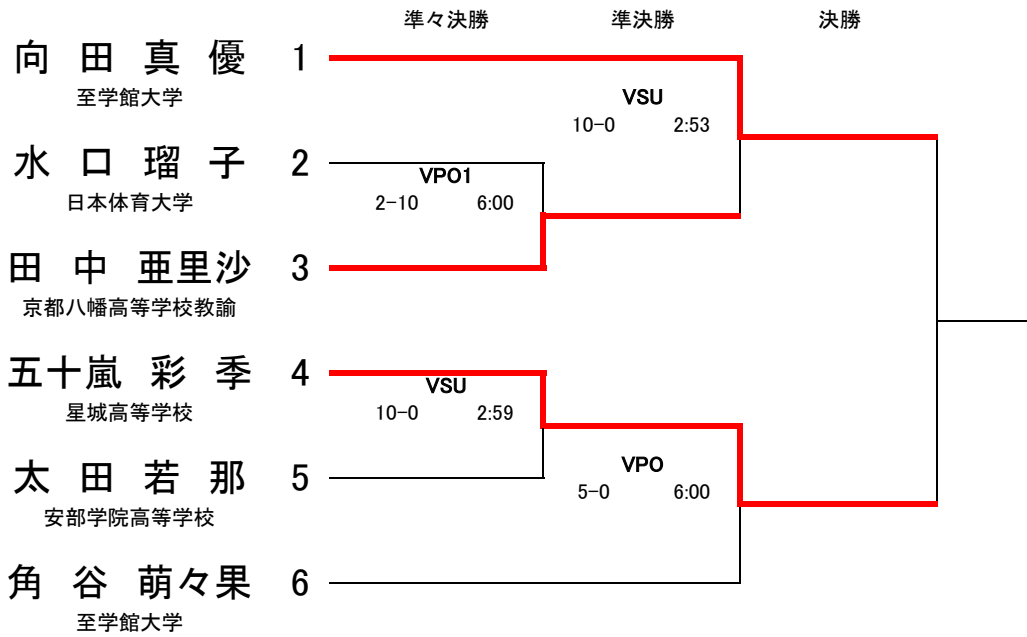 準々決勝 準決勝 決勝
向 田 真 優 1
至学館大学
VSU
10-0 2:53
水 口 瑠 子 2
日本体育大学
VPO1
2-10 6:00
田 中 亜里沙 3
京都八幡高等学校教諭
五十嵐 彩 季 4
星城高等学校
VSU
10-0 2:59
太 田 若 那 5
安部学院高等学校
VPO
5-0 6:00
角 谷 萌々果 6
至学館大学